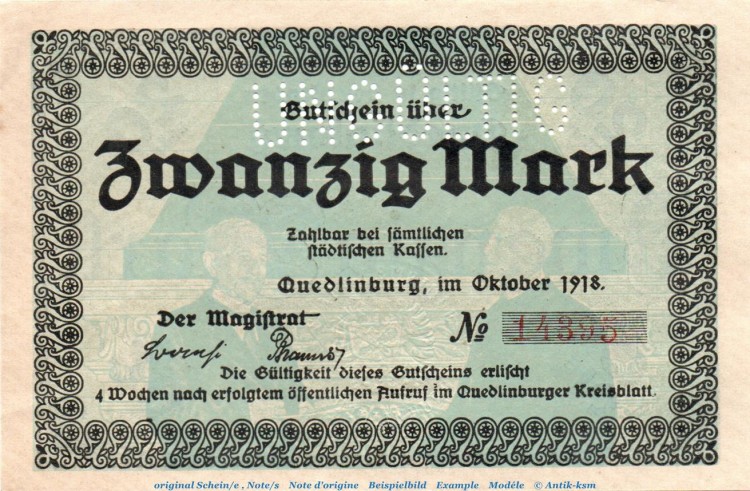 UNGÜLTIG
Gutschein über
Zwanzig Mark
Zahlbar bei sämtlichen
städtischen Kassen.
Quedlinburg, im Oktober 1918.
Der Magistrat
No 14395
Die Gültigkeit dieses Gutscheins erlischt
4 Wochen nach erfolgtem öffentlichen Aufruf im Quedlinburger Kreisblatt.
original Schein/e , Note/s Note d'origine Beispielbild Example Modéle © Antik-ksm